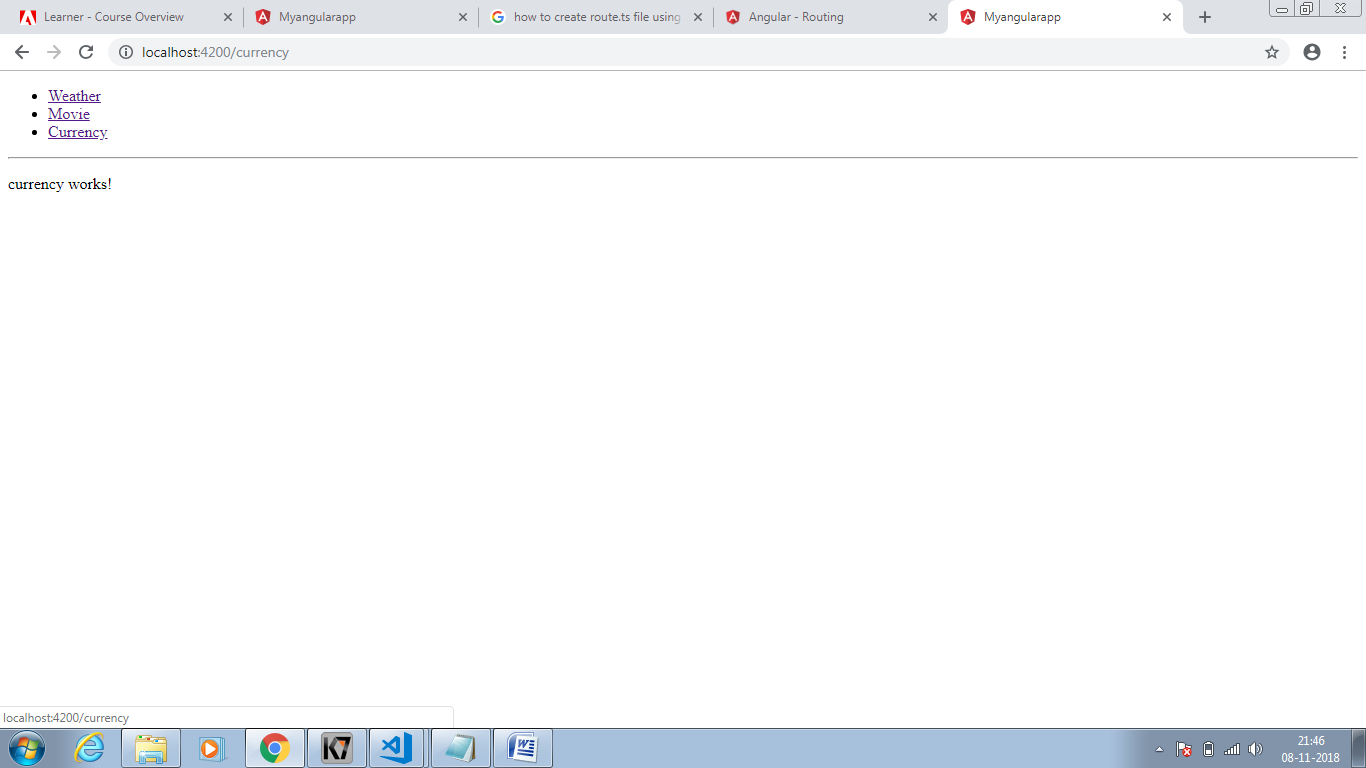 Learner - Course Overview
Myangularapp
how to create route.ts file using
Angular - Routing
Myangularapp
localhost:4200/currency
Weather
Movie
Currency
currency works!
localhost:4200/currency
K7
W
21:46
08-11-2018